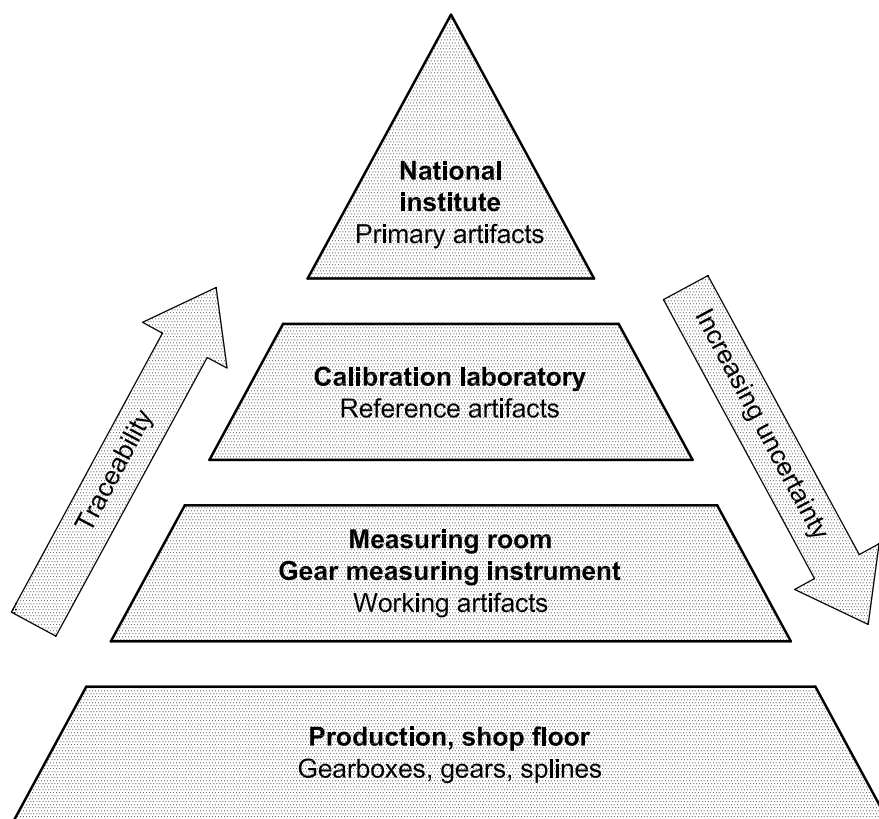 National
institute
Primary artifacts
Traceability
Increasing uncertainty
Calibration laboratory
Reference artifacts
Measuring room
Gear measuring instrument
Working artifacts
Production, shop floor
Gearboxes, gears, splines